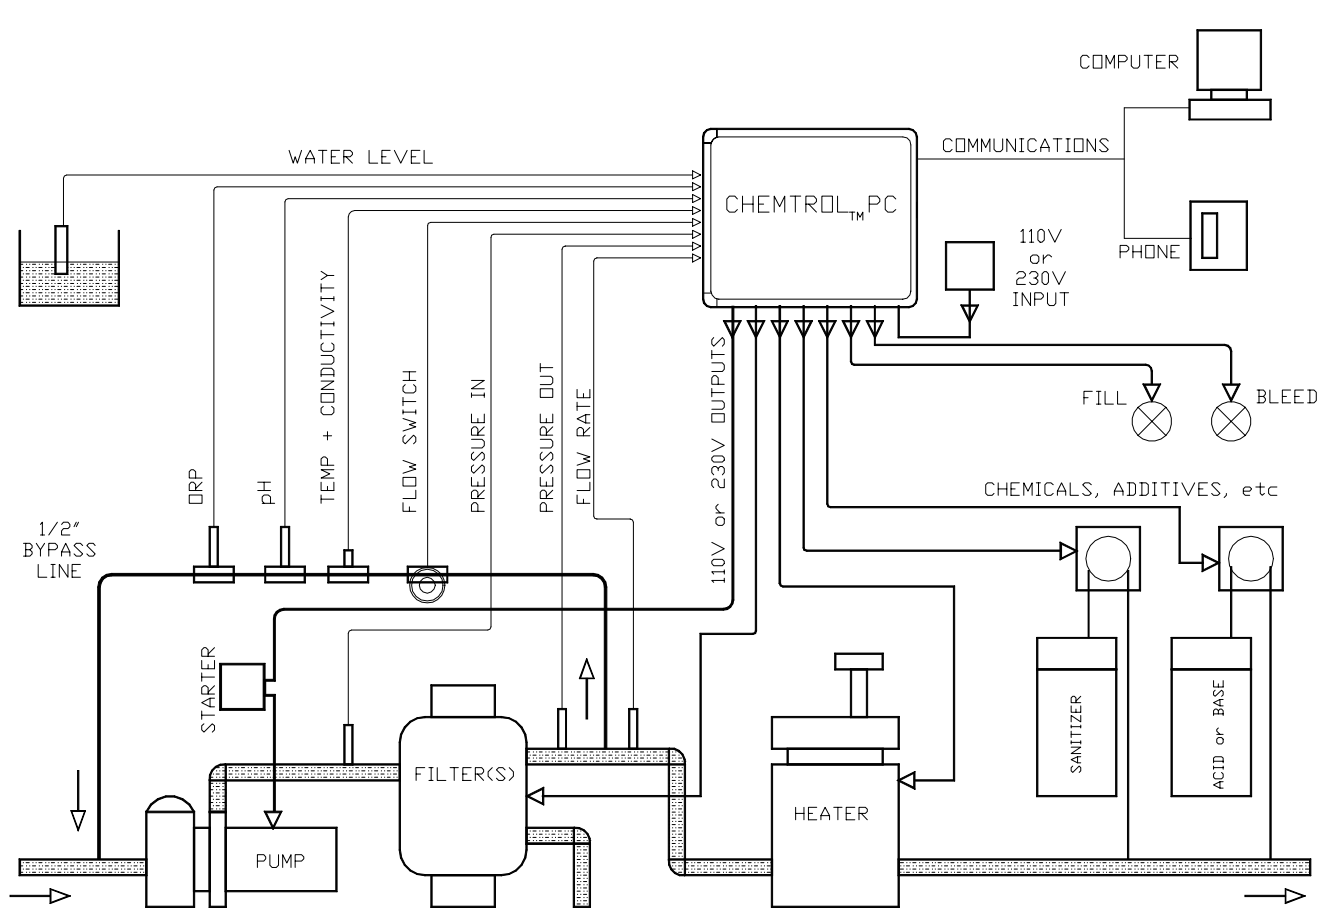 COMPUTER
COMMUNICATIONS
WATER LEVEL
CHEMTROL™ PC
110V
or
230V
INPUT
PHONE
TEMP + CONDUCTIVITY
FLOW SWITCH
PRESSURE IN
PRESSURE OUT
FLOW RATE
110V or 230V OUTPUTS
FILL
BLEED
ORP
pH
CHEMICALS, ADDITIVES, etc
1/2"
BYPASS
LINE
STARTER
SANITIZER
ACID or BASE
FILTER(S)
HEATER
PUMP